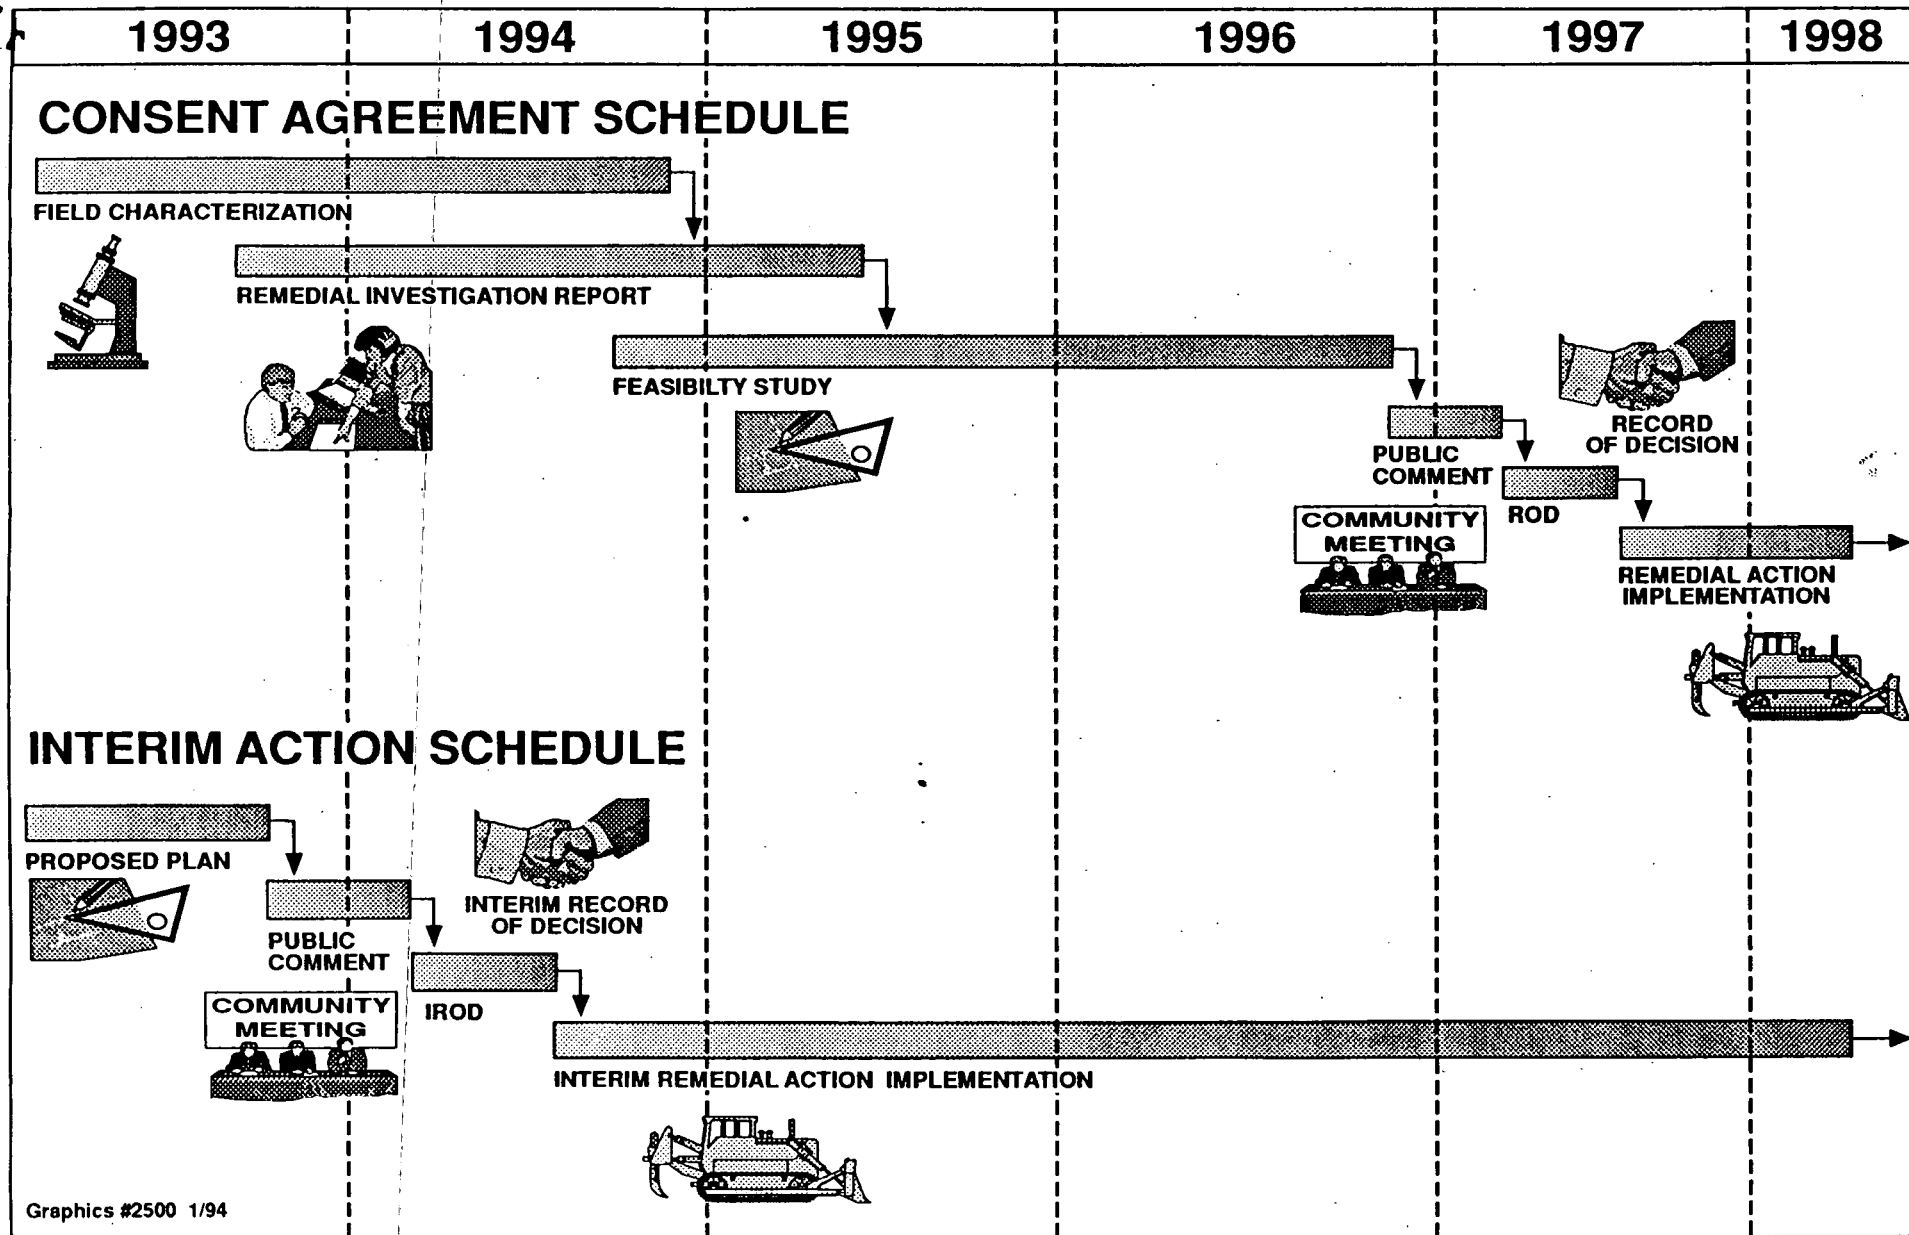 1993 1994 1995 1996 1997 1998
CONSENT AGREEMENT SCHEDULE
FIELD CHARACTERIZATION
REMEDIAL INVESTIGATION REPORT
FEASIBILTY STUDY
PUBLIC
COMMENT
RECORD
OF DECISION
ROD
COMMUNITY
MEETING
REMEDIAL ACTION
IMPLEMENTATION
INTERIM ACTION SCHEDULE
PROPOSED PLAN
PUBLIC
COMMENT
INTERIM RECORD
OF DECISION
IROD
COMMUNITY
MEETING
INTERIM REMEDIAL ACTION IMPLEMENTATION
Graphics #2500 1/94